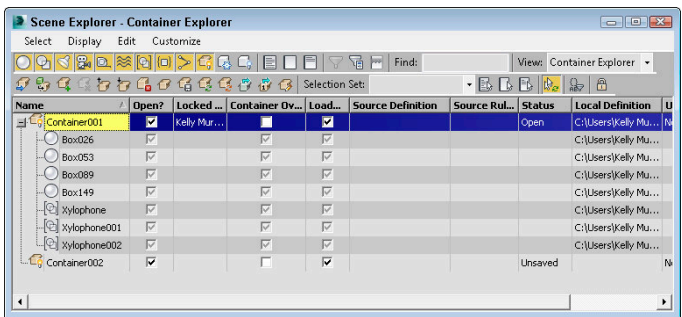 Scene Explorer - Container Explorer
Select Display Edit Customize
Find: View: Container Explorer
Selection Set:
Name Open? Locked ... Container Ov... Load... Source Definition Source Rul... Status Local Definition U
Container001 Kelly Mur... Open C:\Users\Kelly Mu... N
Box026 C:\Users\Kelly Mu...
Box053 C:\Users\Kelly Mu...
Box089 C:\Users\Kelly Mu...
Box149 C:\Users\Kelly Mu...
Xylophone C:\Users\Kelly Mu...
Xylophone001 C:\Users\Kelly Mu...
Xylophone002 C:\Users\Kelly Mu...
Container002 Unsaved N